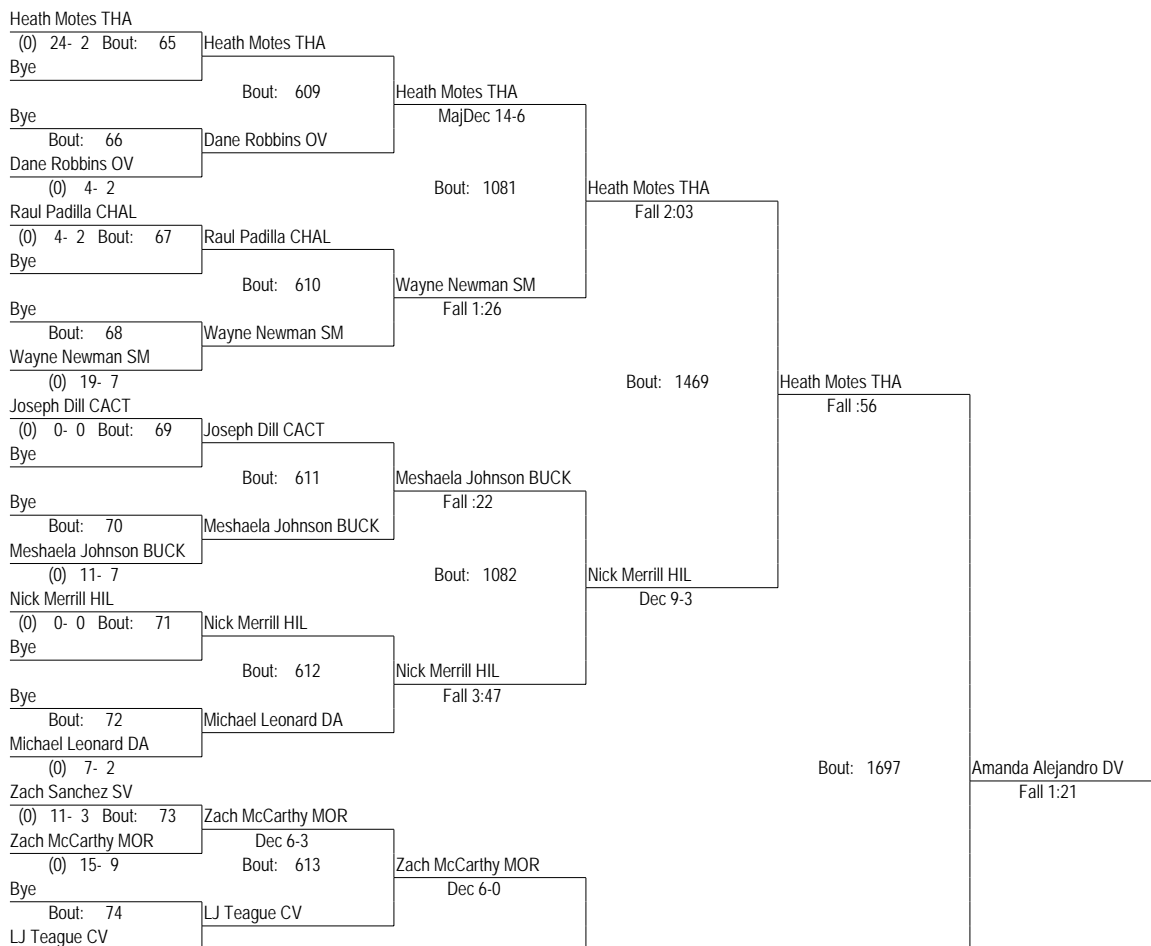 Heath Motes THA
(0) 24- 2 Bout: 65 Heath Motes THA
Bye
Bout: 609 Heath Motes THA
Bye MajDec 14-6
Bout: 66 Dane Robbins OV
Dane Robbins OV
(0) 4- 2 Bout: 1081 Heath Motes THA
Raul Padilla CHAL Fall 2:03
(0) 4- 2 Bout: 67 Raul Padilla CHAL
Bye
Bout: 610 Wayne Newman SM
Bye Fall 1:26
Bout: 68 Wayne Newman SM
Wayne Newman SM
(0) 19- 7 Bout: 1469 Heath Motes THA
Joseph Dill CACT Fall :56
(0) 0- 0 Bout: 69 Joseph Dill CACT
Bye
Bout: 611 Meshaela Johnson BUCK
Bye Fall :22
Bout: 70 Meshaela Johnson BUCK
Meshaela Johnson BUCK
(0) 11- 7 Bout: 1082 Nick Merrill HIL
Nick Merrill HIL Dec 9-3
(0) 0- 0 Bout: 71 Nick Merrill HIL
Bye
Bout: 612 Nick Merrill HIL
Bye Fall 3:47
Bout: 72 Michael Leonard DA
Michael Leonard DA
(0) 7- 2 Bout: 1697 Amanda Alejandro DV
Zach Sanchez SV Fall 1:21
(0) 11- 3 Bout: 73 Zach McCarthy MOR
Zach McCarthy MOR Dec 6-3
(0) 15- 9 Bout: 613 Zach McCarthy MOR
Bye Dec 6-0
Bout: 74 LJ Teague CV
LJ Teague CV